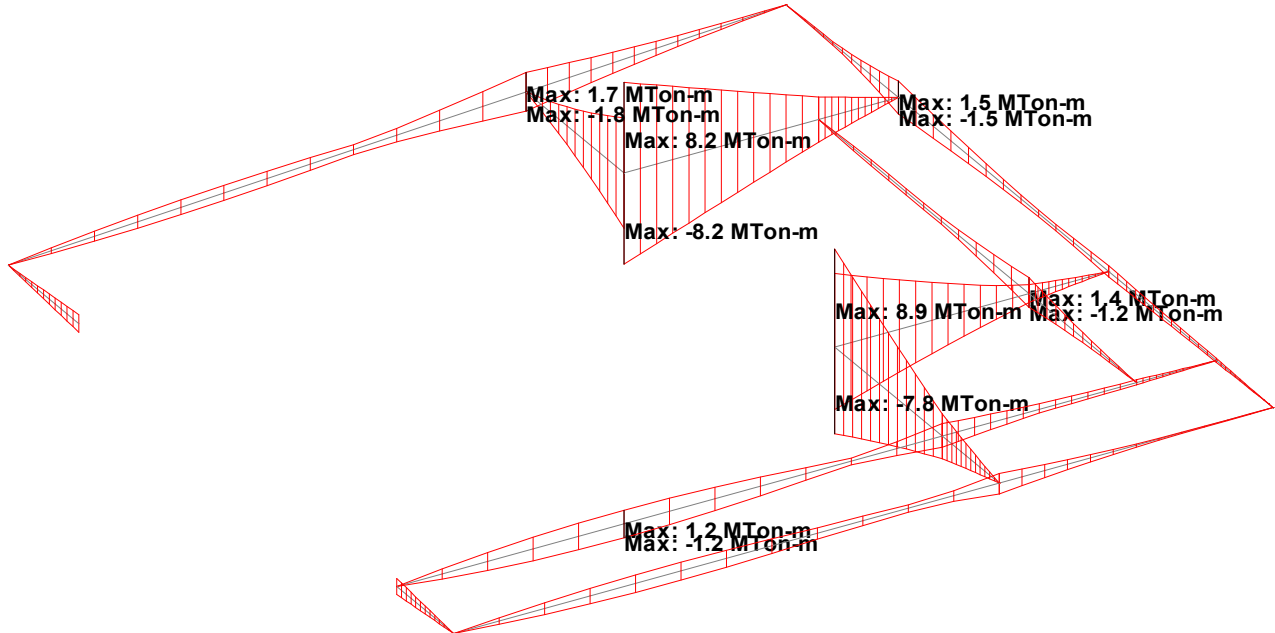 Max: 1.7 MTon-m
Max: -1.8 MTon-m
Max: 1.5 MTon-m
Max: -1.5 MTon-m
Max: 8.2 MTon-m
Max: -8.2 MTon-m
Max: 1.4 MTon-m
Max: -1.2 MTon-m
Max: 8.9 MTon-m
Max: -7.8 MTon-m
Max: 1.2 MTon-m
Max: -1.2 MTon-m